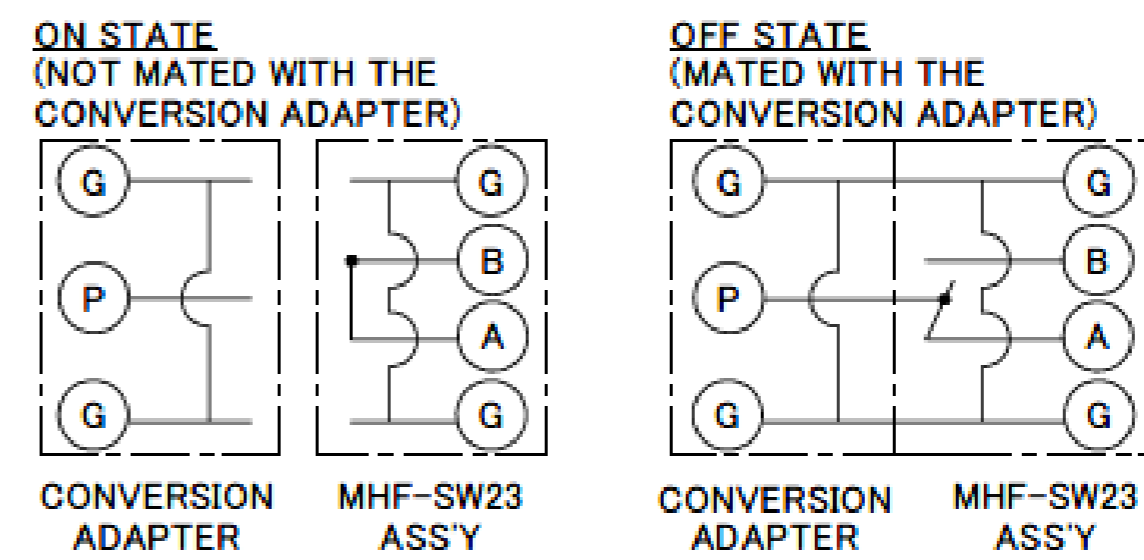 ON STATE
(NOT MATED WITH THE
CONVERSION ADAPTER)
G
P
G
G
B
A
G
CONVERSION
ADAPTER
MHF-SW23
ASS'Y
OFF STATE
(MATED WITH THE
CONVERSION ADAPTER)
G
P
G
G
B
A
G
CONVERSION
ADAPTER
MHF-SW23
ASS'Y